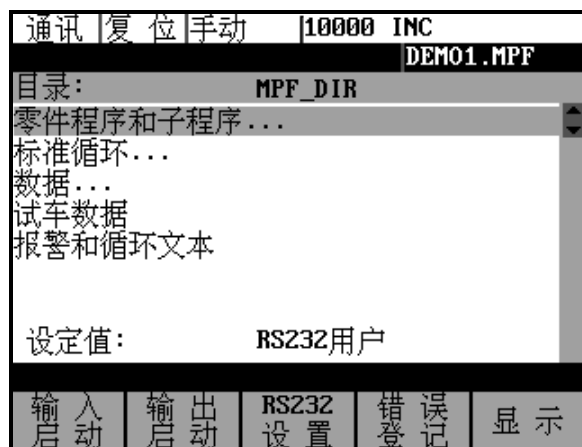 通讯 复 位 手动 10000 INC
DEMO1.MPF
目录: MPF_DIR
零件程序和子程序...
标准循环...
数据...
试车数据
报警和循环文本
设定值: RS232用户
输 入 输 出 RS232 错 误 显 示
启 动 启 动 设 置 登 记